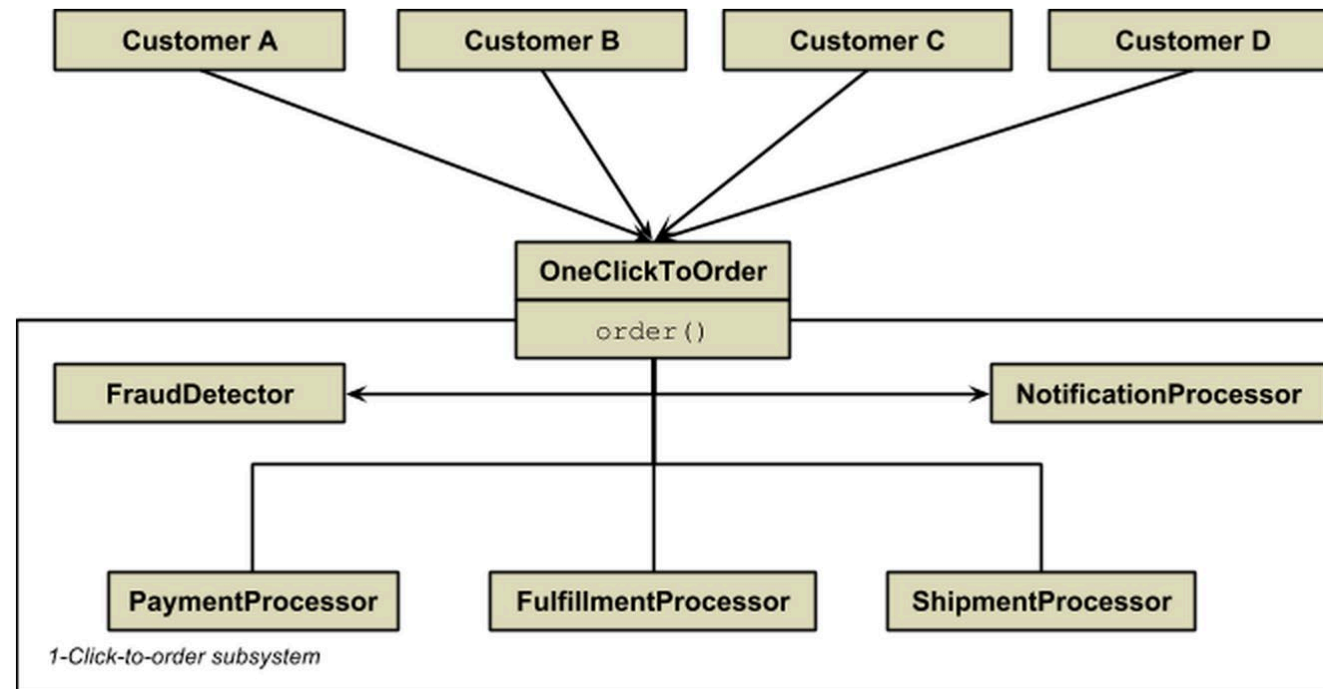 Customer A
Customer B
Customer C
Customer D
OneClickToOrder
order()
FraudDetector
NotificationProcessor
PaymentProcessor
FulfillmentProcessor
ShipmentProcessor
1-Click-to-order subsystem